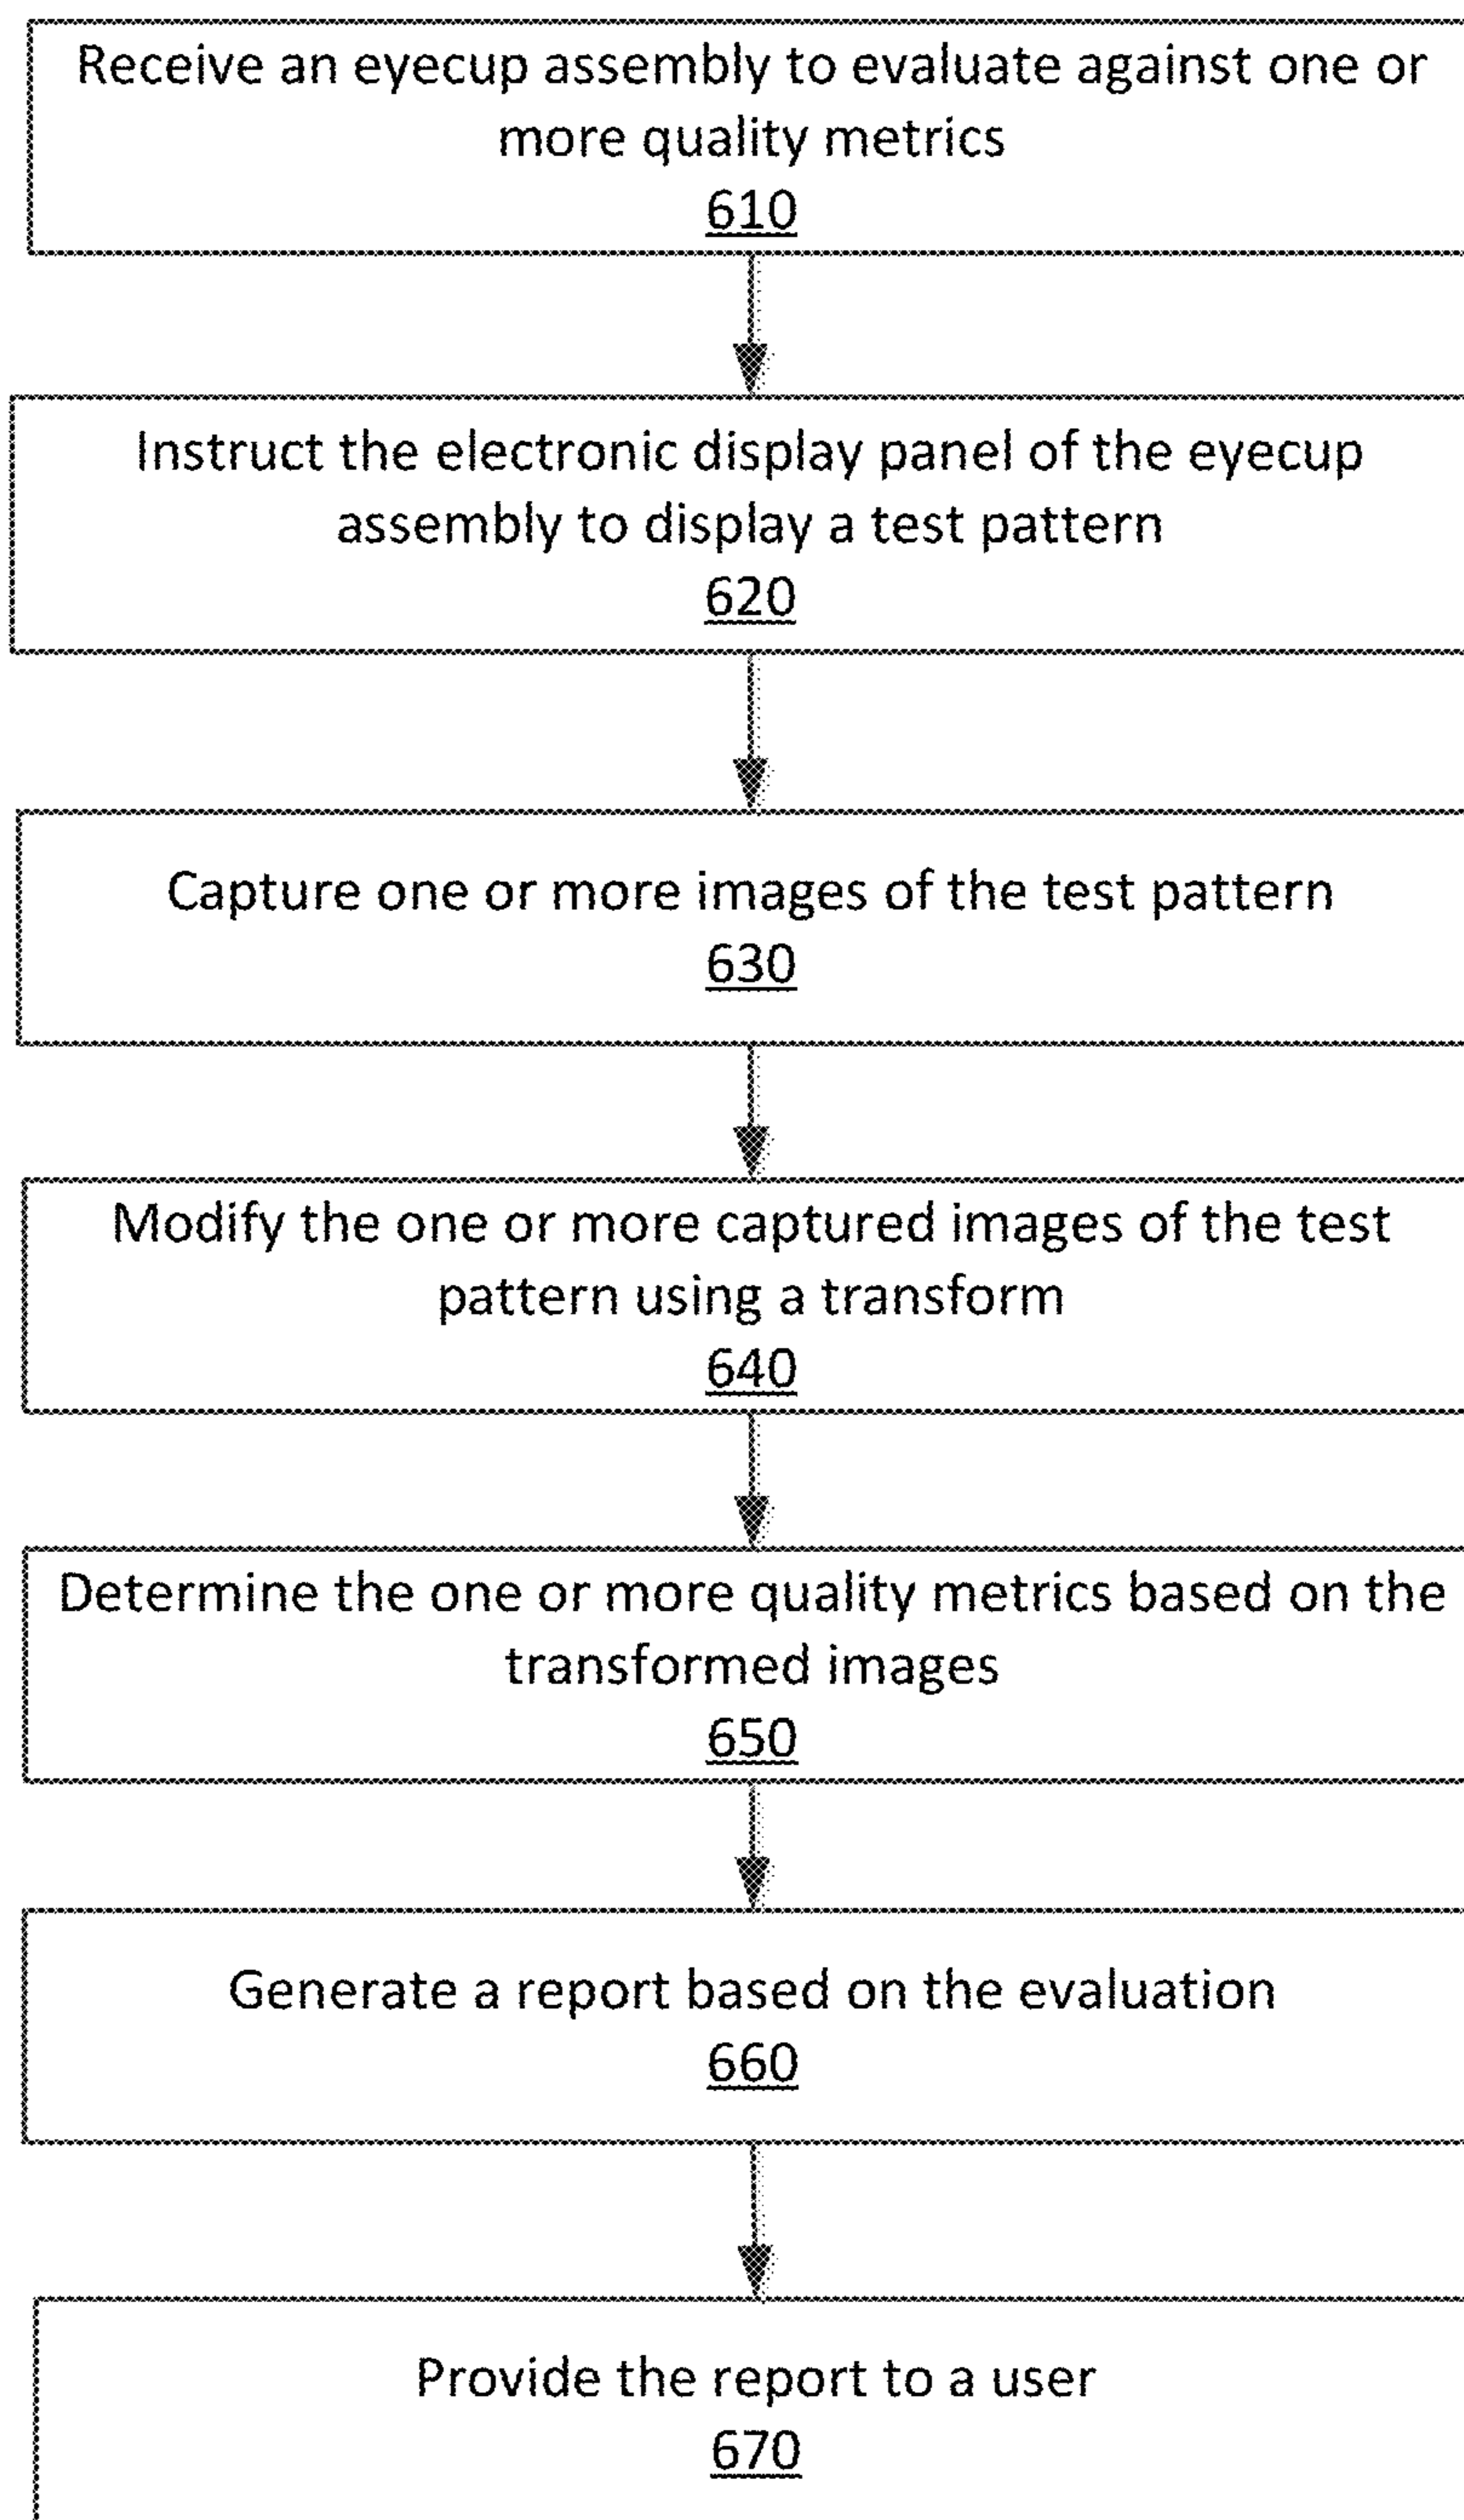 Receive an eyecup assembly to evaluate against one or
more quality metrics
610
Instruct the electronic display panel of the eyecup
assembly to display a test pattern
620
Capture one or more images of the test pattern
630
Modify the one or more captured images of the test
pattern using a transform
640
Determine the one or more quality metrics based on the
transformed images
650
Generate a report based on the evaluation
660
Provide the report to a user
670